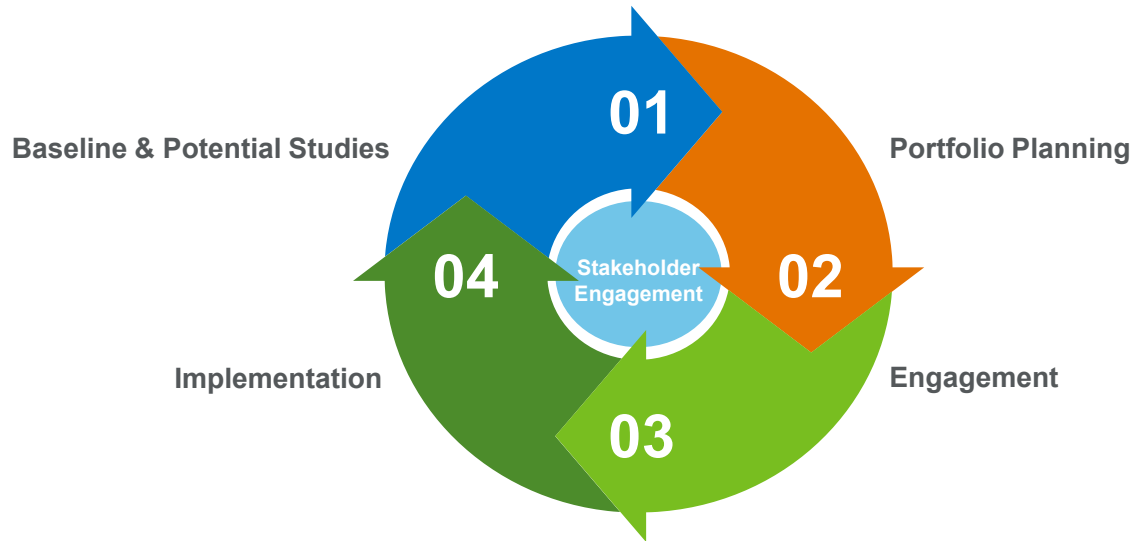 01
Baseline & Potential Studies
Portfolio Planning
Stakeholder
Engagement
04
02
Implementation
Engagement
03